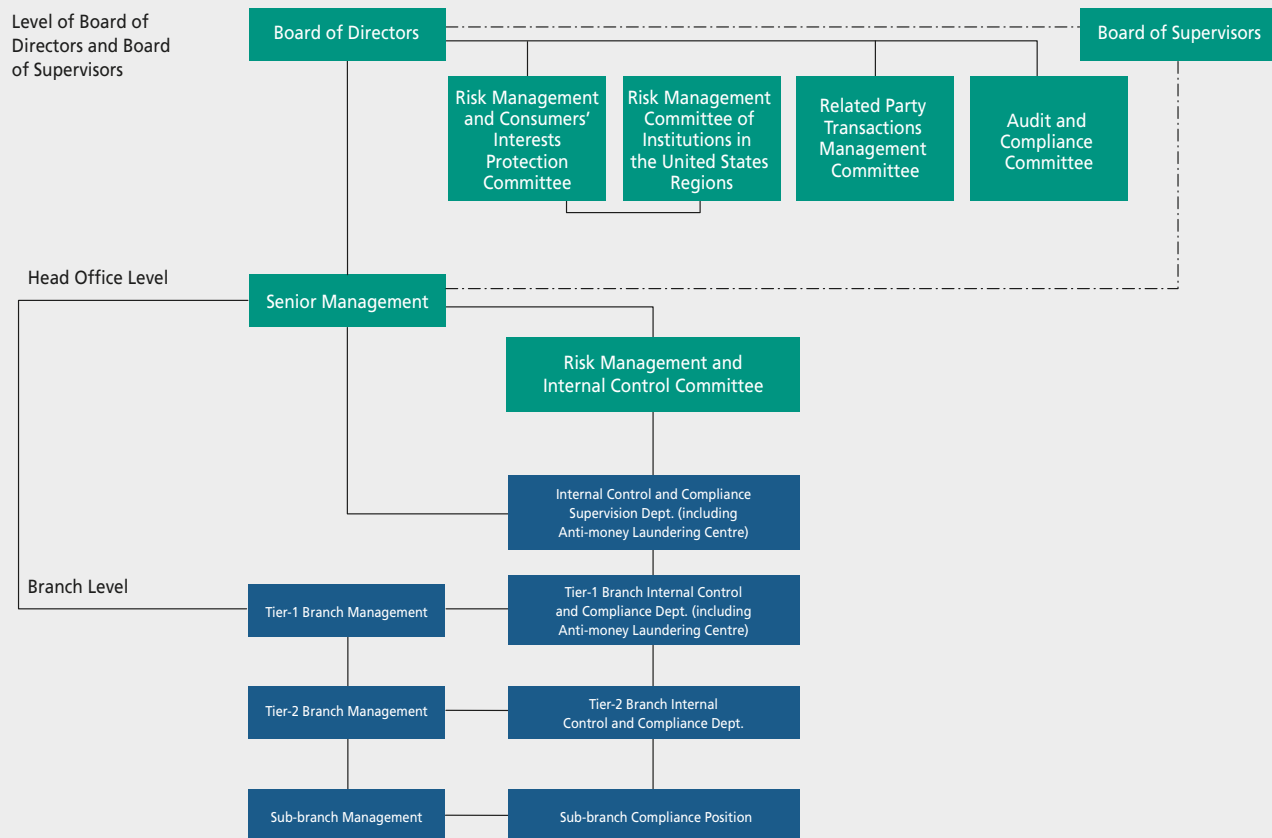 Level of Board of
Directors and Board
of Supervisors
Board of Directors
Board of Supervisors
Risk Management
and Consumers’
Interests
Protection
Committee
Risk Management
Committee of
Institutions in
the United States
Regions
Related Party
Transactions
Management
Committee
Audit and
Compliance
Committee
Head Office Level
Senior Management
Risk Management and
Internal Control Committee
Internal Control and Compliance
Supervision Dept. (including
Anti-money Laundering Centre)
Branch Level
Tier-1 Branch Management
Tier-1 Branch Internal Control
and Compliance Dept. (including
Anti-money Laundering Centre)
Tier-2 Branch Management
Tier-2 Branch Internal
Control and Compliance Dept.
Sub-branch Management
Sub-branch Compliance Position